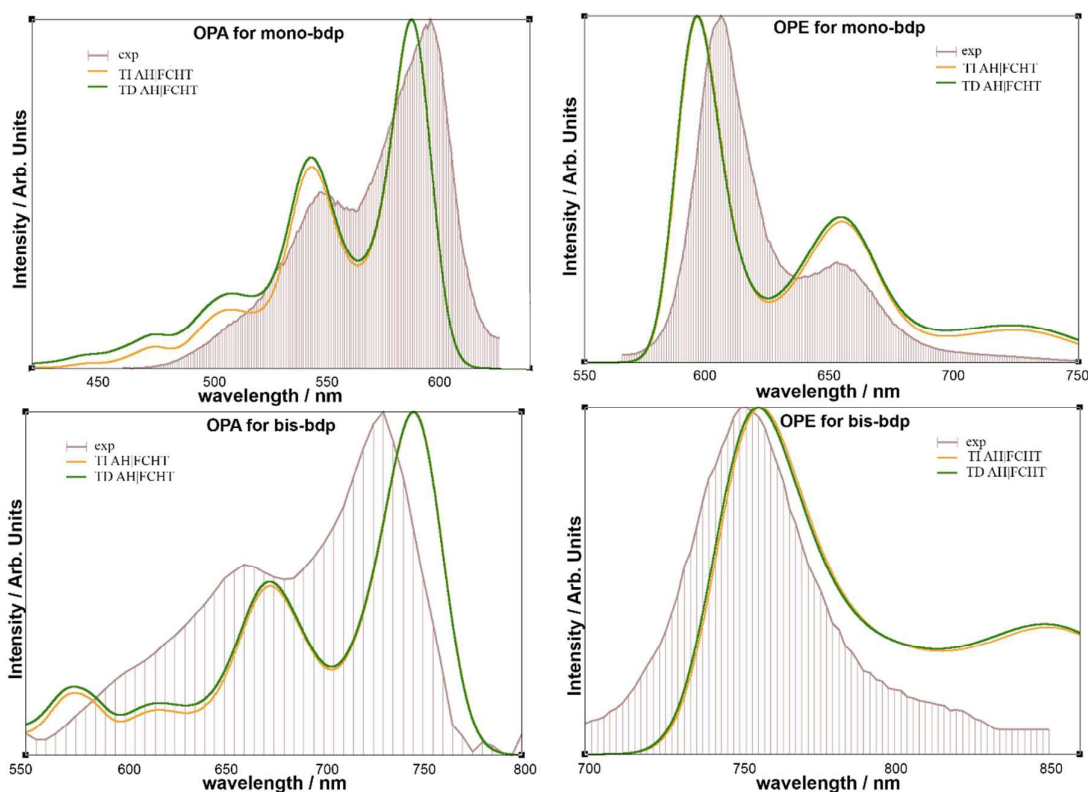 OPA for mono-bdp
exp
TI AH|FCHT
TD AH|FCHT
Intensity / Arb. Units
450 500 550 600
wavelength / nm
OPE for mono-bdp
exp
TI AH|FCHT
TD AH|FCHT
Intensity / Arb. Units
550 600 650 700 750
wavelength / nm
OPA for bis-bdp
exp
TI AH|FCHT
TD AH|FCHT
Intensity / Arb. Units
550 600 650 700 750 800
wavelength / nm
OPE for bis-bdp
exp
TI AH|FCHT
TD AH|FCHT
Intensity / Arb. Units
700 750 800 850
wavelength / nm